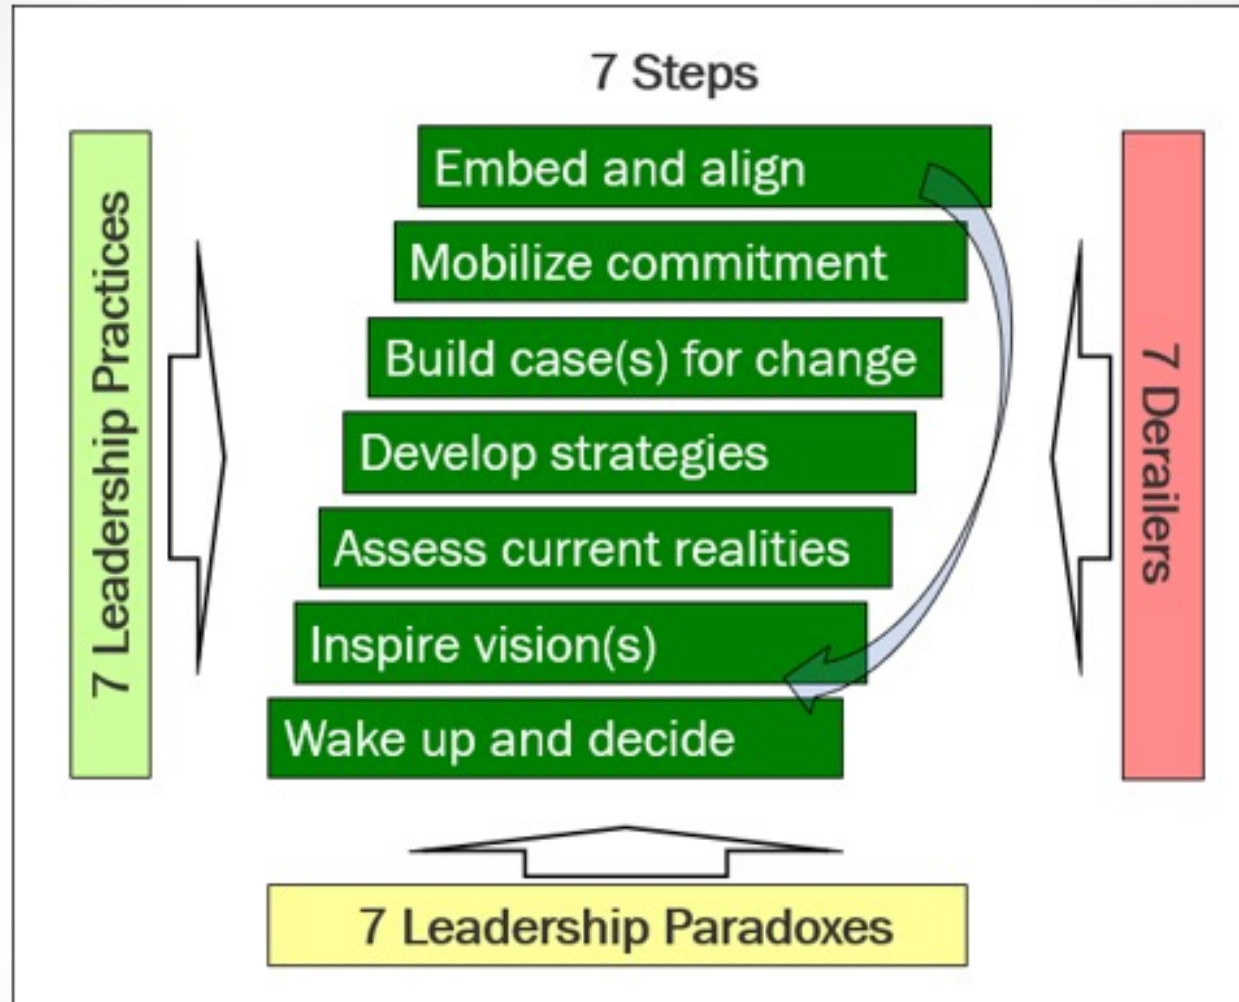 7 Steps
Embed and align
Mobilize commitment
Build case(s) for change
Develop strategies
Assess current realities
Inspire vision(s)
Wake up and decide
7 Leadership Practices
7 Derailers
7 Leadership Paradoxes